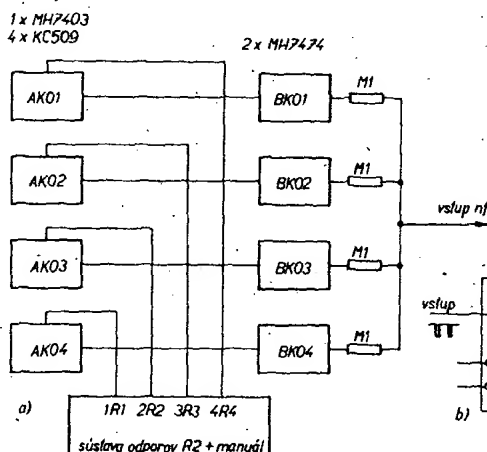 1 x MH7403
4 x KC509
2 x MH7474
AK01
BK01
M1
AK02
BK02
M1
vstup nf
AK03
BK03
M1
vstup
AK04
BK04
M1
a)
1R1 2R2 3R3 4R4
b)
sústava odporov R2 + manuál